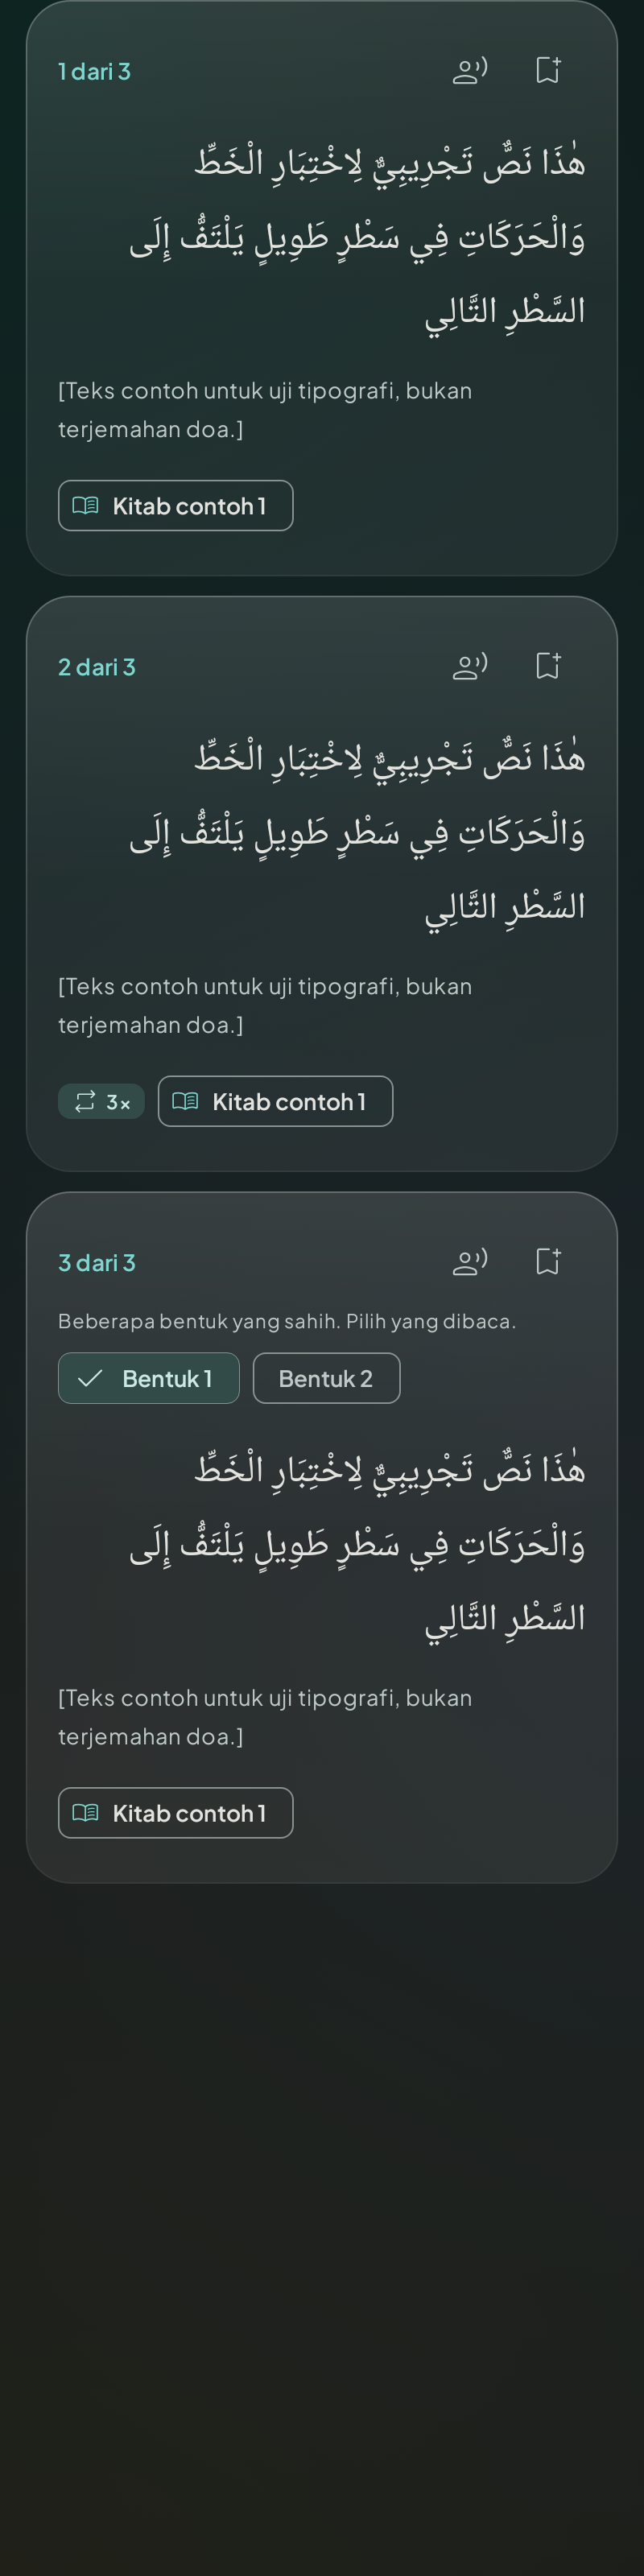 1 dari 3
هٰذَا نَصٌّ تَجْرِيبِيٌّ لِاخْتِبَارِ الْخَطِّ
وَالْحَرَكَاتِ فِي سَطْرٍ طَوِيلٍ يَلْتَفُّ إِلَى
السَّطْرِ التَّالِي
[Teks contoh untuk uji tipografi, bukan
terjemahan doa.]
Kitab contoh 1
2 dari 3
هٰذَا نَصٌّ تَجْرِيبِيٌّ لِاخْتِبَارِ الْخَطِّ
وَالْحَرَكَاتِ فِي سَطْرٍ طَوِيلٍ يَلْتَفُّ إِلَى
السَّطْرِ التَّالِي
[Teks contoh untuk uji tipografi, bukan
terjemahan doa.]
3× Kitab contoh 1
3 dari 3
Beberapa bentuk yang sahih. Pilih yang dibaca.
Bentuk 1 Bentuk 2
هٰذَا نَصٌّ تَجْرِيبِيٌّ لِاخْتِبَارِ الْخَطِّ
وَالْحَرَكَاتِ فِي سَطْرٍ طَوِيلٍ يَلْتَفُّ إِلَى
السَّطْرِ التَّالِي
[Teks contoh untuk uji tipografi, bukan
terjemahan doa.]
Kitab contoh 1